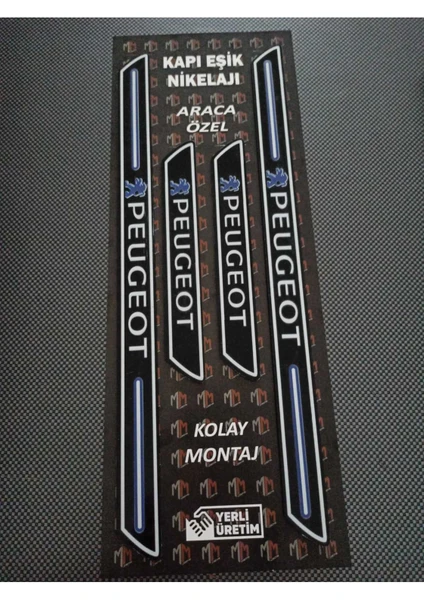 KAPI EŞİK
NİKELAJI
ARACA
ÖZEL
PEUGEOT
PEUGEOT
PEUGEOT
PEUGEOT
KOLAY
MONTAJ
YERLİ
ÜRETİM